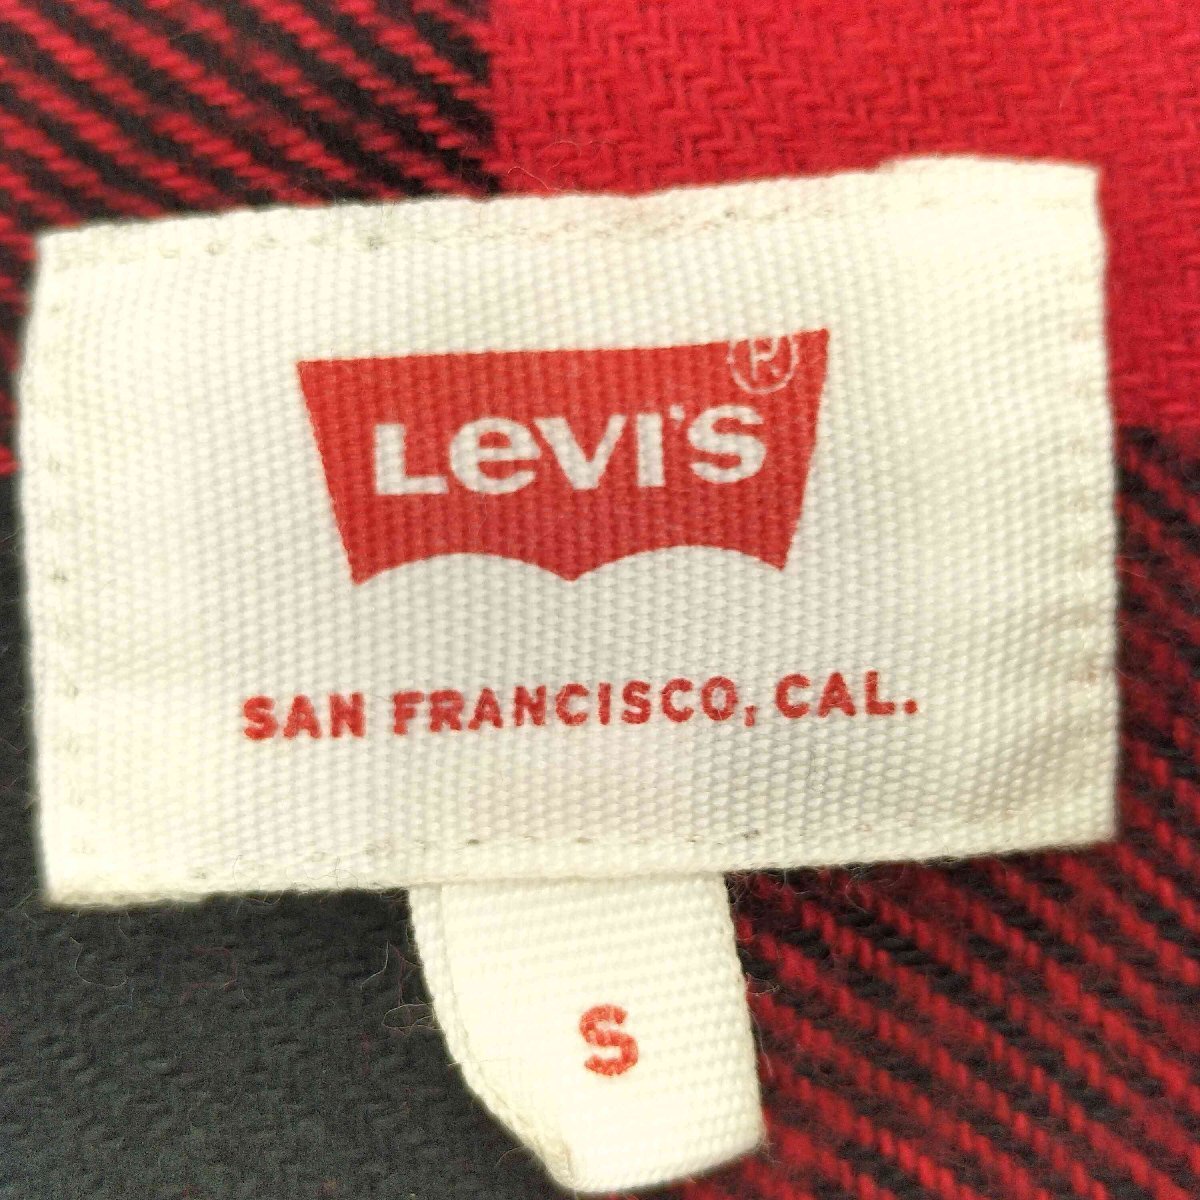 LEVI'S ®
SAN FRANCISCO, CAL.
S